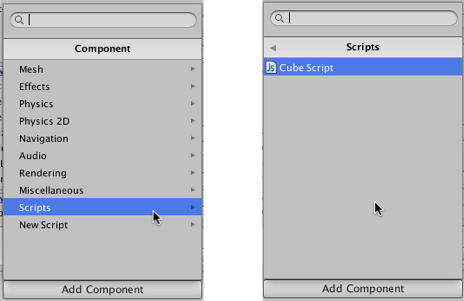 Component
Mesh
Effects
Physics
Physics 2D
Navigation
Audio
Rendering
Miscellaneous
Scripts
New Script
Add Component
Scripts
Js Cube Script
Add Component